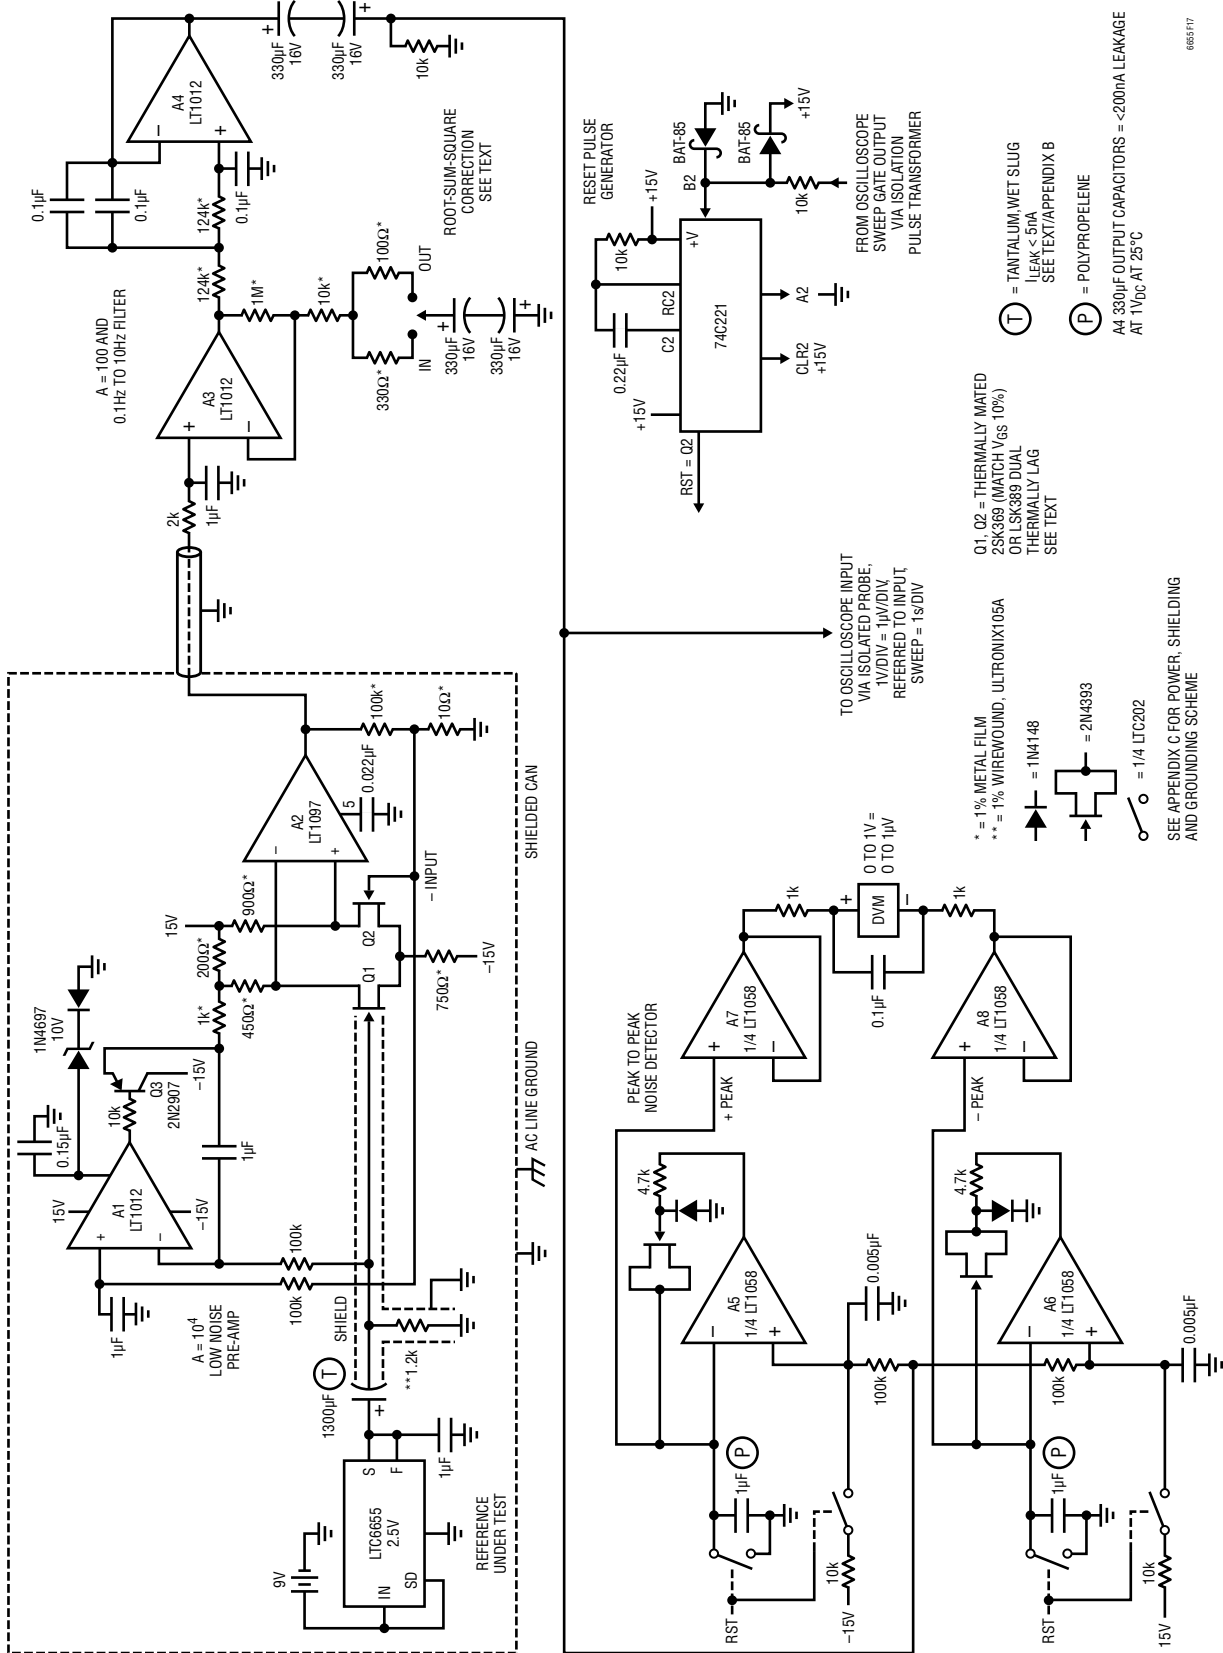 A = 10⁴
LOW NOISE
PRE-AMP
1µF
15V
A1
LT1012
+
–
–15V
0.15µF
1N4697
10V
10k
Q3
2N2907
–15V
1µF
100k
100k
1k*
200Ω*
15V
450Ω*
900Ω*
A2
LT1097
–
+
5
0.022µF
Q1
Q2
750Ω*
–15V
– INPUT
100k*
10Ω*
SHIELDED CAN
AC LINE GROUND
SHIELD
**1.2k
T
1300µF
+
9V
IN
SD
LTC6655
2.5V
S
F
1µF
REFERENCE
UNDER TEST
2k
1µF
A = 100 AND
0.1Hz TO 10Hz FILTER
A3
LT1012
+
–
1M*
10k*
330Ω*
100Ω*
IN
OUT
+
330µF
16V
330µF
16V
+
ROOT-SUM-SQUARE
CORRECTION
SEE TEXT
124k*
124k*
0.1µF
0.1µF
0.1µF
A4
LT1012
–
+
+
330µF
16V
330µF
16V
+
10k
TO OSCILLOSCOPE INPUT
VIA ISOLATED PROBE,
1V/DIV = 1µV/DIV,
REFERRED TO INPUT,
SWEEP = 1s/DIV
RESET PULSE
GENERATOR
0.22µF
10k
+15V
+15V
C2
RC2
+V
74C221
RST = Q2
CLR2
+15V
A2
B2
BAT-85
BAT-85
+15V
10k
FROM OSCILLOSCOPE
SWEEP GATE OUTPUT
VIA ISOLATION
PULSE TRANSFORMER
PEAK TO PEAK
NOISE DETECTOR
+ PEAK
4.7k
A5
1/4 LT1058
–
+
0.005µF
100k
P
1µF
RST
10k
–15V
A7
1/4 LT1058
+
–
1k
+
DVM
–
O TO 1V =
O TO 1µV
0.1µF
1k
– PEAK
A8
1/4 LT1058
+
–
4.7k
A6
1/4 LT1058
–
+
100k
0.005µF
P
1µF
RST
10k
15V
* = 1% METAL FILM
** = 1% WIREWOUND, ULTRONIX105A
= 1N4148
= 2N4393
= 1/4 LTC202
SEE APPENDIX C FOR POWER, SHIELDING
AND GROUNDING SCHEME
Q1, Q2 = THERMALLY MATED
2SK369 (MATCH VGS 10%)
OR LSK389 DUAL
THERMALLY LAG
SEE TEXT
T = TANTALUM,WET SLUG
ILEAK < 5nA
SEE TEXT/APPENDIX B
P = POLYPROPELENE
A4 330µF OUTPUT CAPACITORS = <200nA LEAKAGE
AT 1VDC AT 25°C
6655 F17